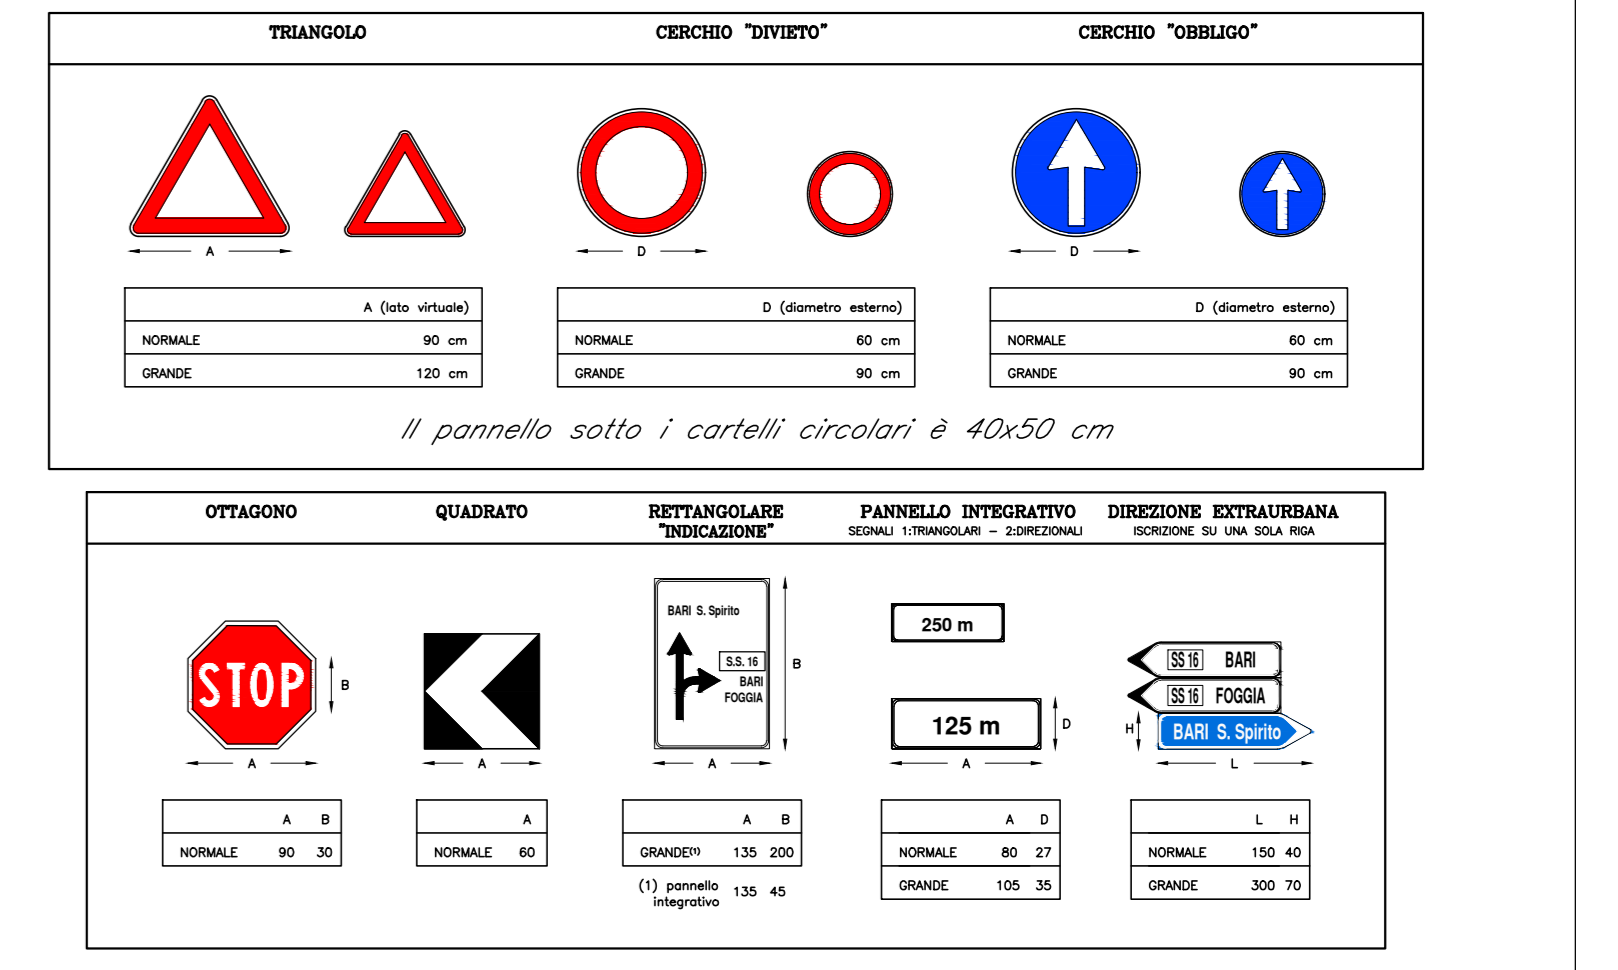 TRIANGOLO CERCHIO "DIVIETO" CERCHIO "OBBLIGO"
A D D
A (lato virtuale)
NORMALE 90 cm
GRANDE 120 cm
D (diametro esterno)
NORMALE 60 cm
GRANDE 90 cm
D (diametro esterno)
NORMALE 60 cm
GRANDE 90 cm
Il pannello sotto i cartelli circolari è 40x50 cm
OTTAGONO
QUADRATO
RETTANGOLARE
"INDICAZIONE"
PANNELLO INTEGRATIVO
SEGNALI 1:TRIANGOLARI – 2:DIREZIONALI
DIREZIONE EXTRAURBANA
ISCRIZIONE SU UNA SOLA RIGA
STOP
B
A
A
BARI S. Spirito
S.S. 16
BARI
FOGGIA
B
A
250 m
125 m
D
A
SS 16 BARI
SS 16 FOGGIA
BARI S. Spirito
H
L
A B
NORMALE 90 30
A
NORMALE 60
A B
GRANDE(1) 135 200
(1) pannello 135 45
integrativo
A D
NORMALE 80 27
GRANDE 105 35
L H
NORMALE 150 40
GRANDE 300 70